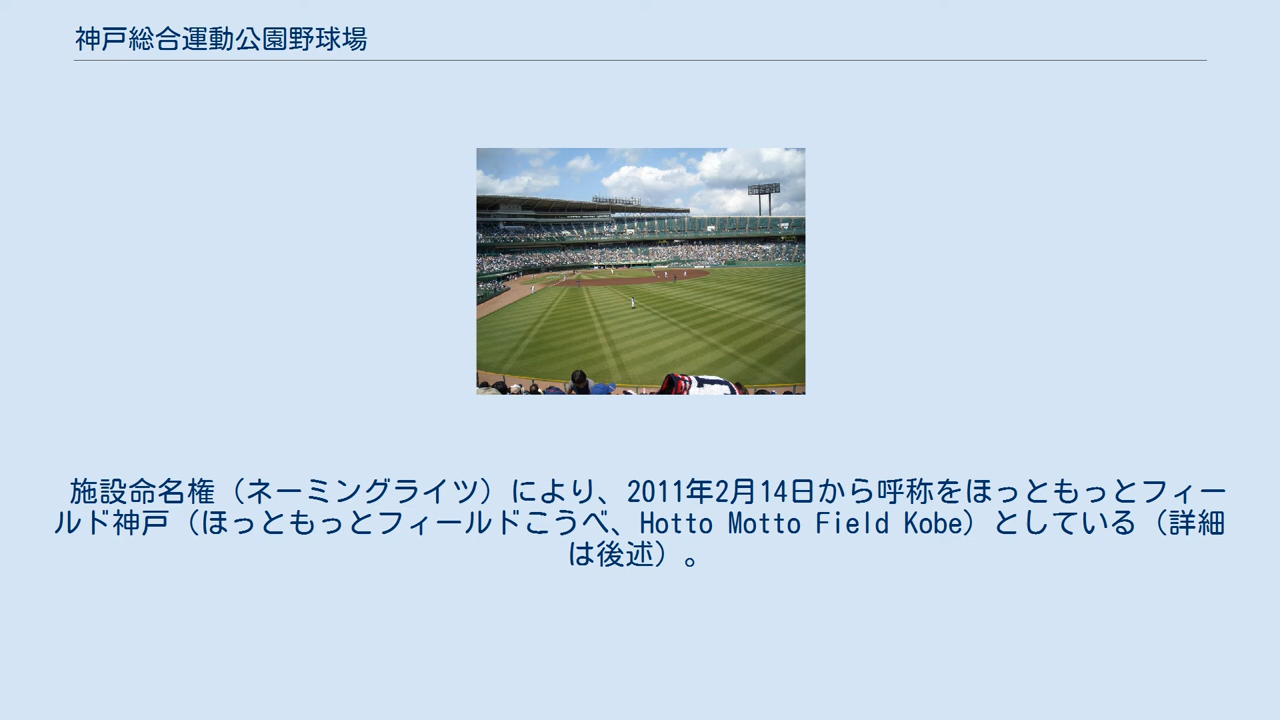 神戸総合運動公園野球場
施設命名権（ネーミングライツ）により、2011年2月14日から呼称をほっともっとフィー
ルド神戸（ほっともっとフィールドこうべ、Hotto Motto Field Kobe）としている（詳細
は後述）。